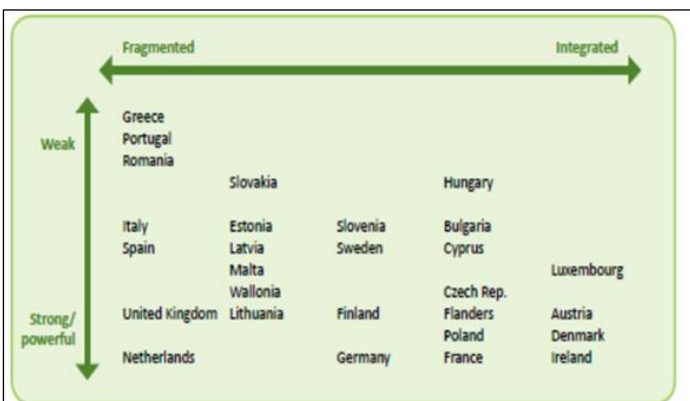 Fragmented Integrated
Greece
Weak Portugal
Romania
Slovakia Hungary
Italy Estonia Slovenia Bulgaria
Spain Latvia Sweden Cyprus
Malta Luxembourg
Wallonia Czech Rep.
Strong/ United Kingdom Lithuania Finland Flanders Austria
powerful Poland Denmark
Netherlands Germany France Ireland